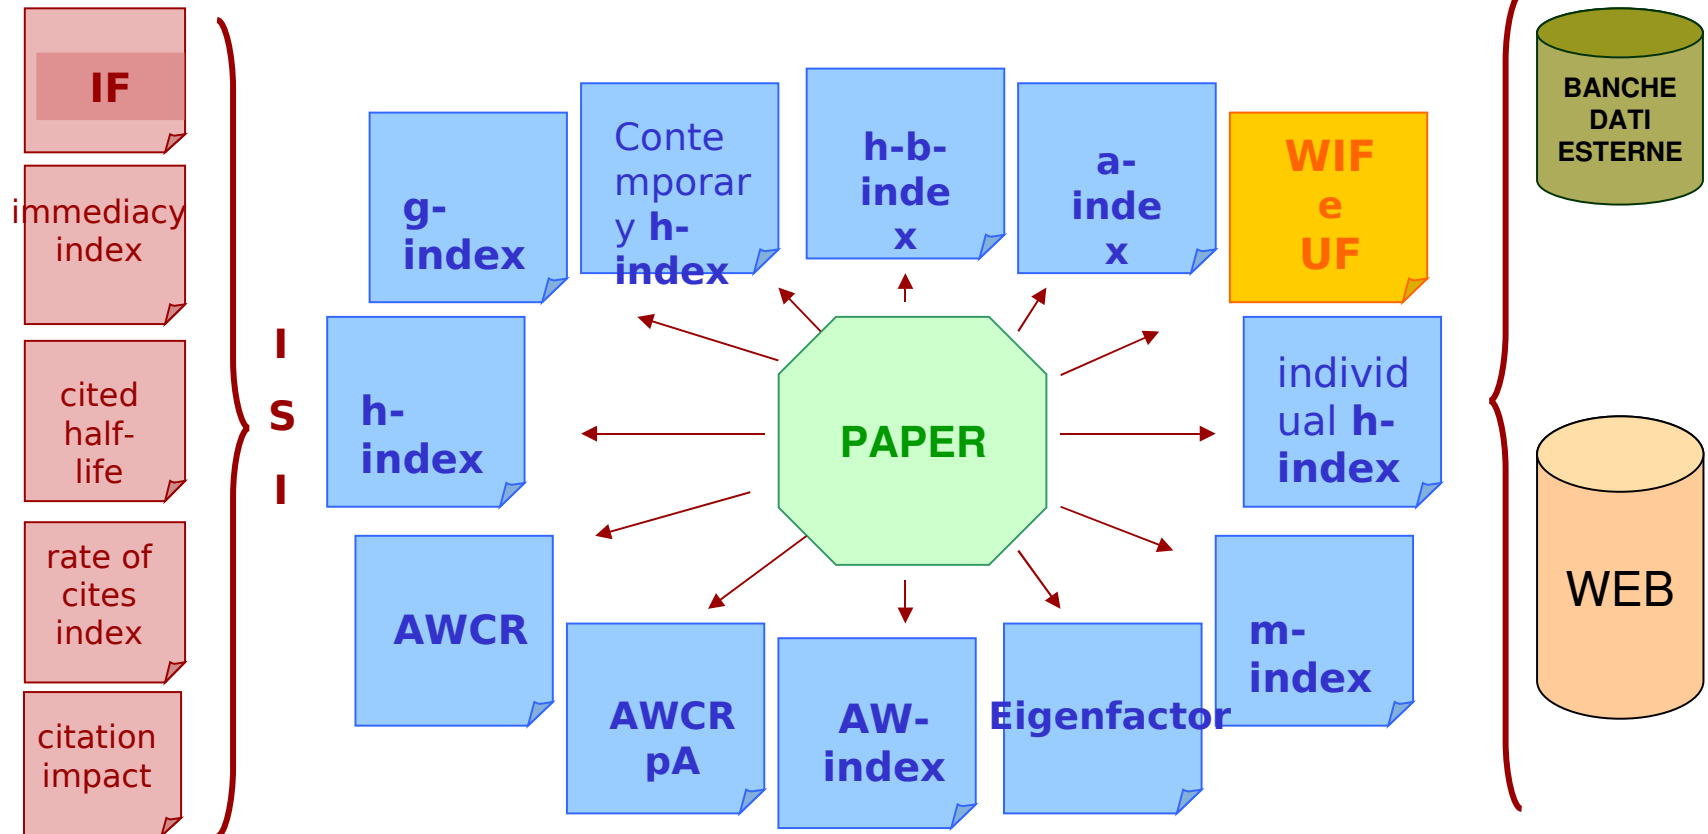 IF
immediacy
index
cited
half-
life
rate of
cites
index
citation
impact
I
S
I
g-
index
Conte
mporar
y h-
index
h-b-
inde
x
a-
inde
x
WIF
e
UF
h-
index
PAPER
individ
ual h-
index
AWCR
AWCR
pA
AW-
index
Eigenfactor
m-
index
BANCHE
DATI
ESTERNE
WEB